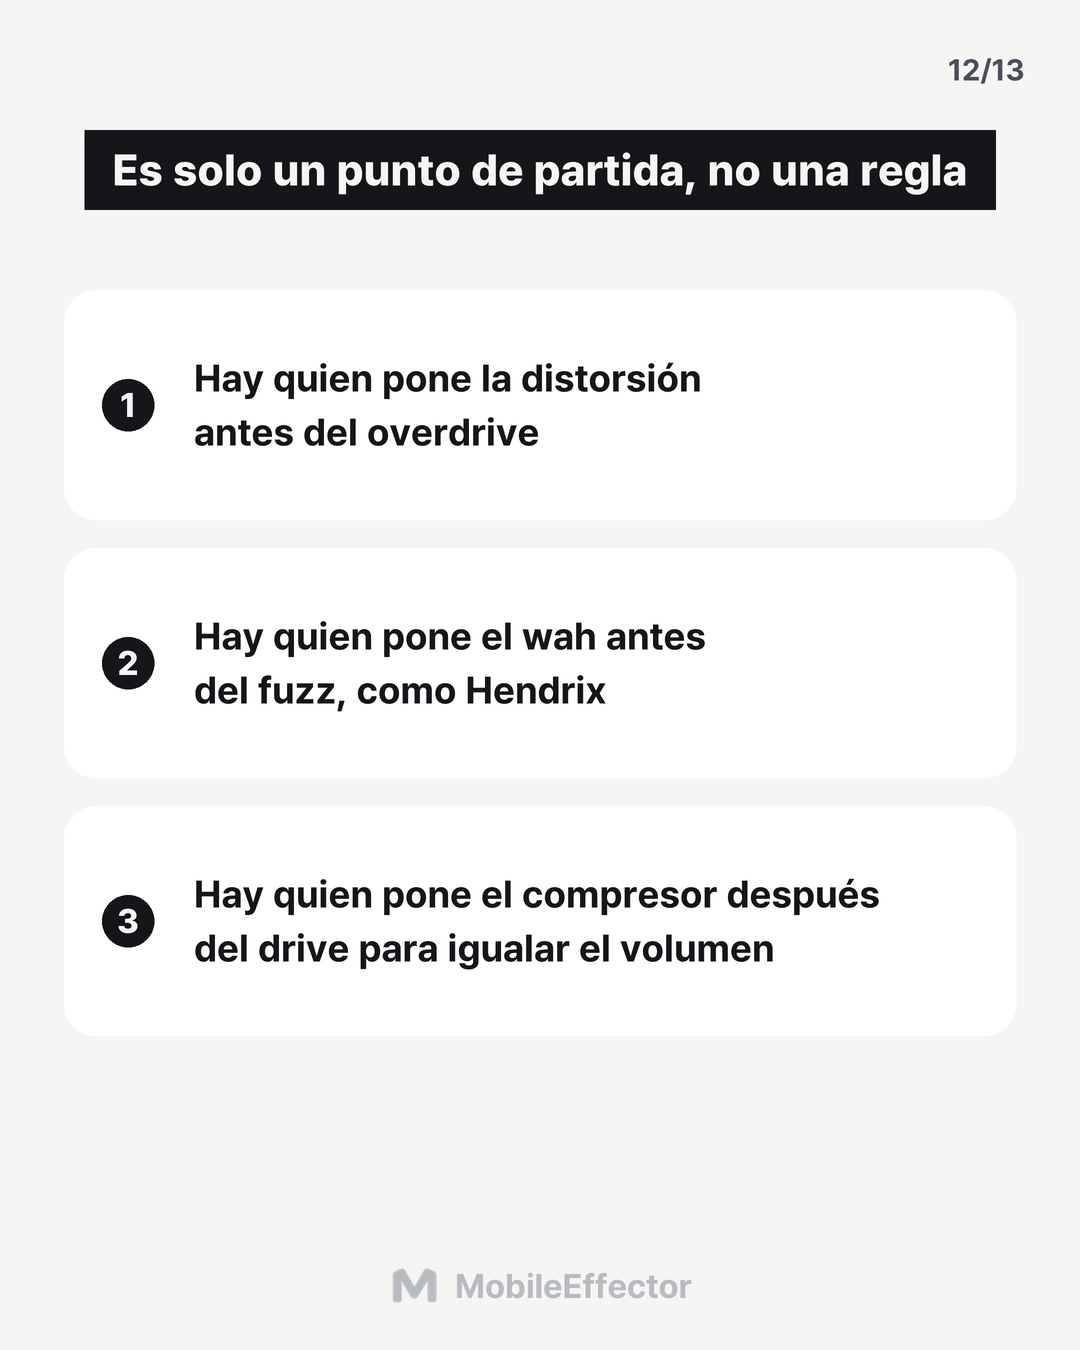 12/13
Es solo un punto de partida, no una regla
1
Hay quien pone la distorsión
antes del overdrive
2
Hay quien pone el wah antes
del fuzz, como Hendrix
3
Hay quien pone el compresor después
del drive para igualar el volumen
MobileEffector